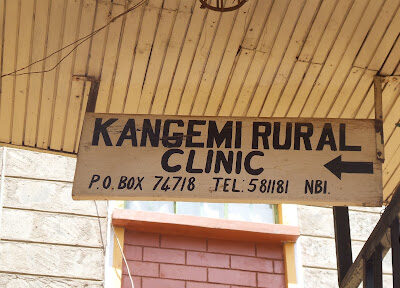 KANGEMI RURAL
CLINIC
P.O. BOX 74718 TEL: 581181 NBI.